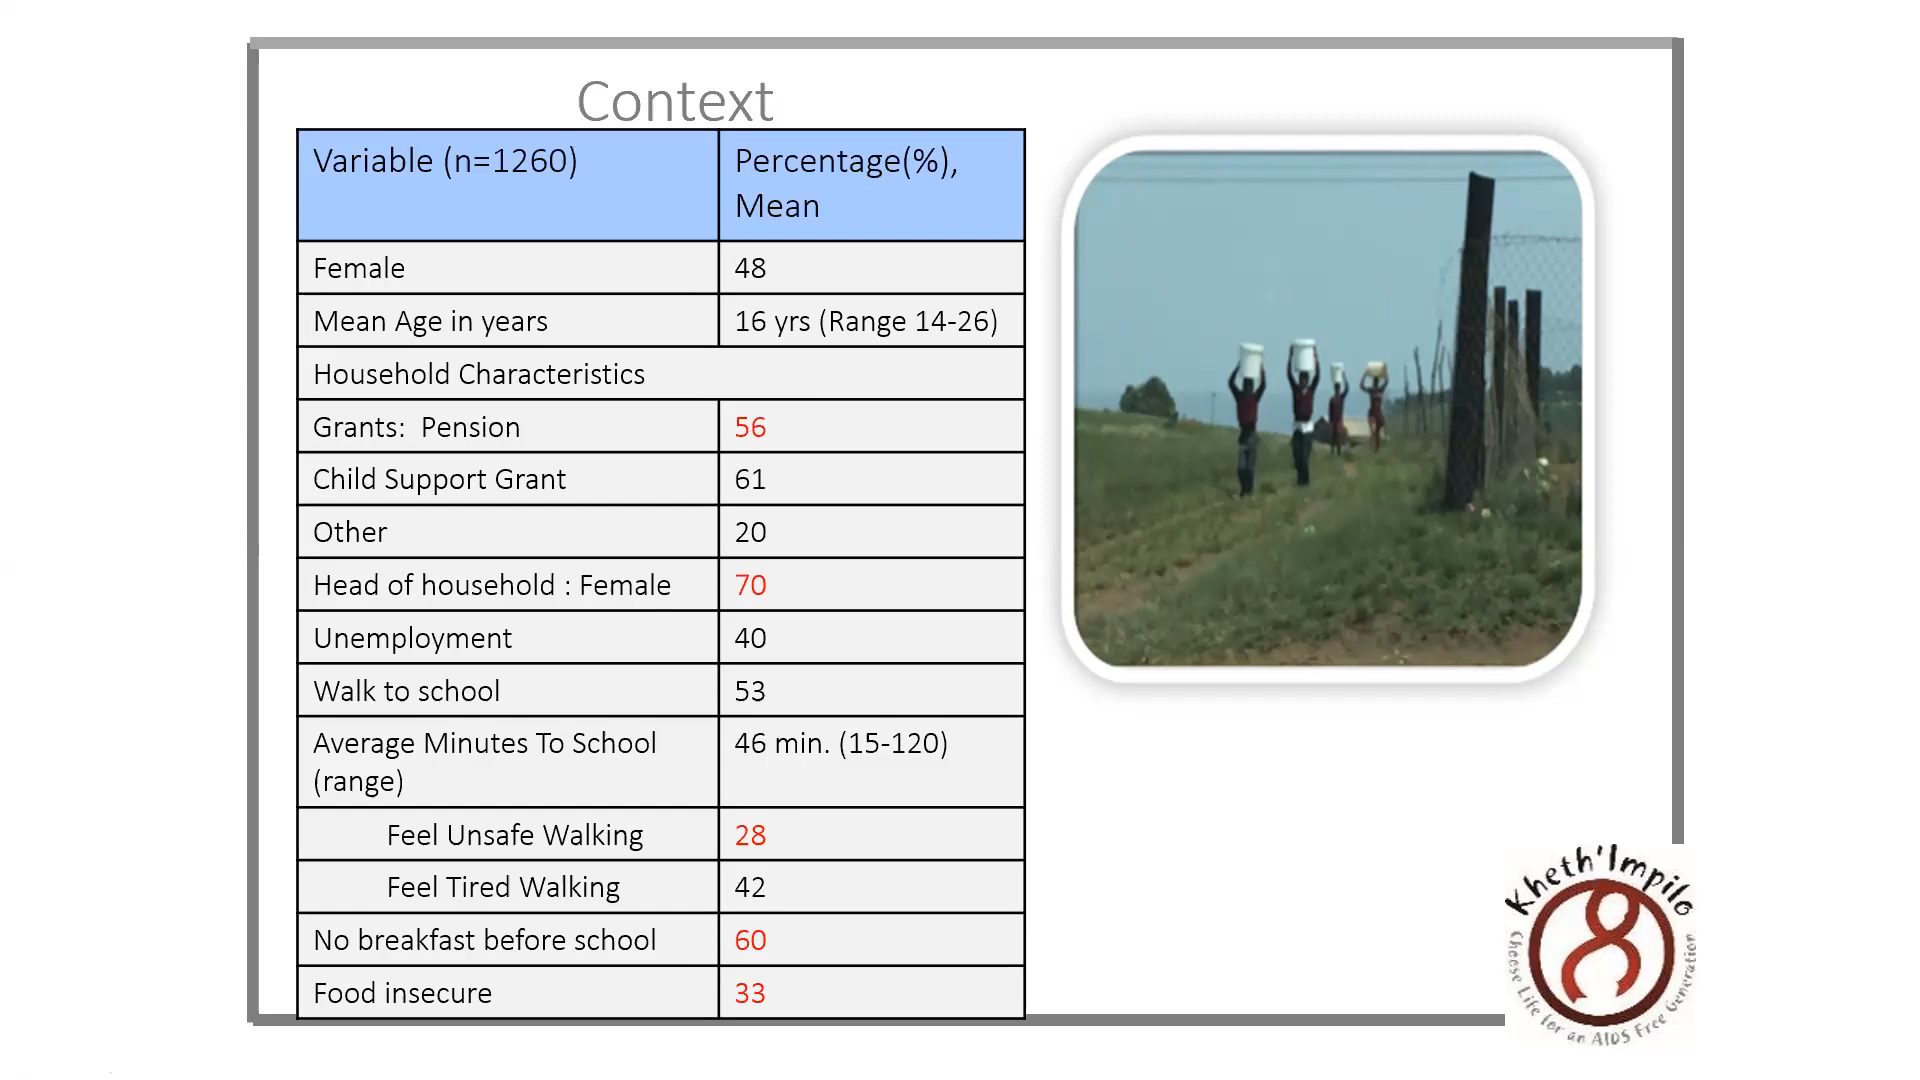 Context
Variable (n=1260)
Percentage(%),
Mean
Female
48
Mean Age in years
16 yrs (Range 14-26)
Household Characteristics
Grants:  Pension
56
Child Support Grant
61
Other
20
Head of household : Female
70
Unemployment
40
Walk to school
53
Average Minutes To School
(range)
46 min. (15-120)
Feel Unsafe Walking
28
Feel Tired Walking
42
No breakfast before school
60
Food insecure
33
Kheth'Impilo
Choose Life for an AIDS Free Generation